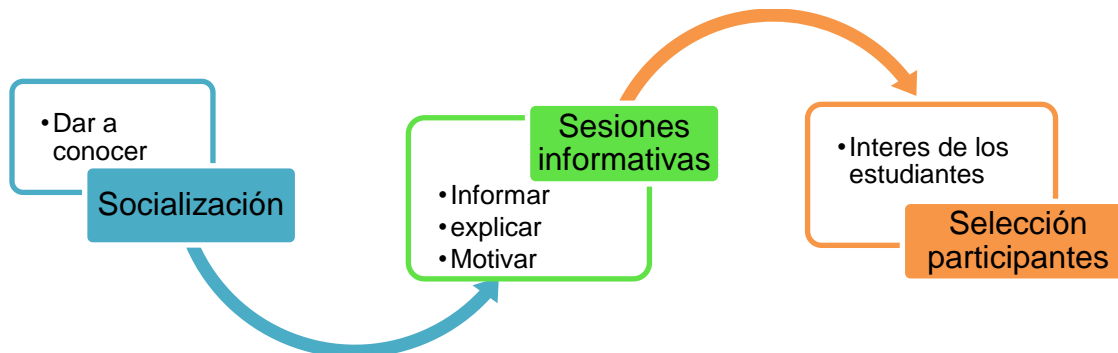 •Dar a
conocer
Socialización
Sesiones
informativas
•Informar
•explicar
•Motivar
•Interes de los
estudiantes
Selección
participantes